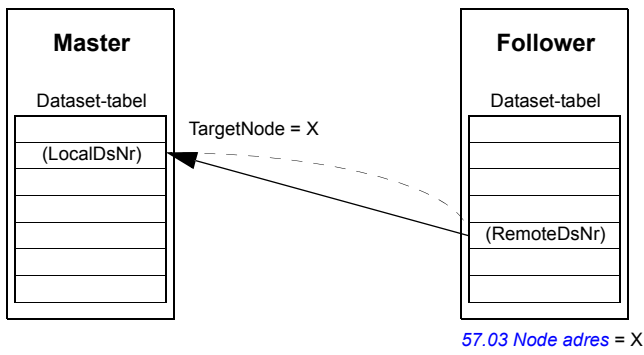 Master
Follower
Dataset-tabel
Dataset-tabel
TargetNode = X
(LocalDsNr)
(RemoteDsNr)
57.03 Node adres = X